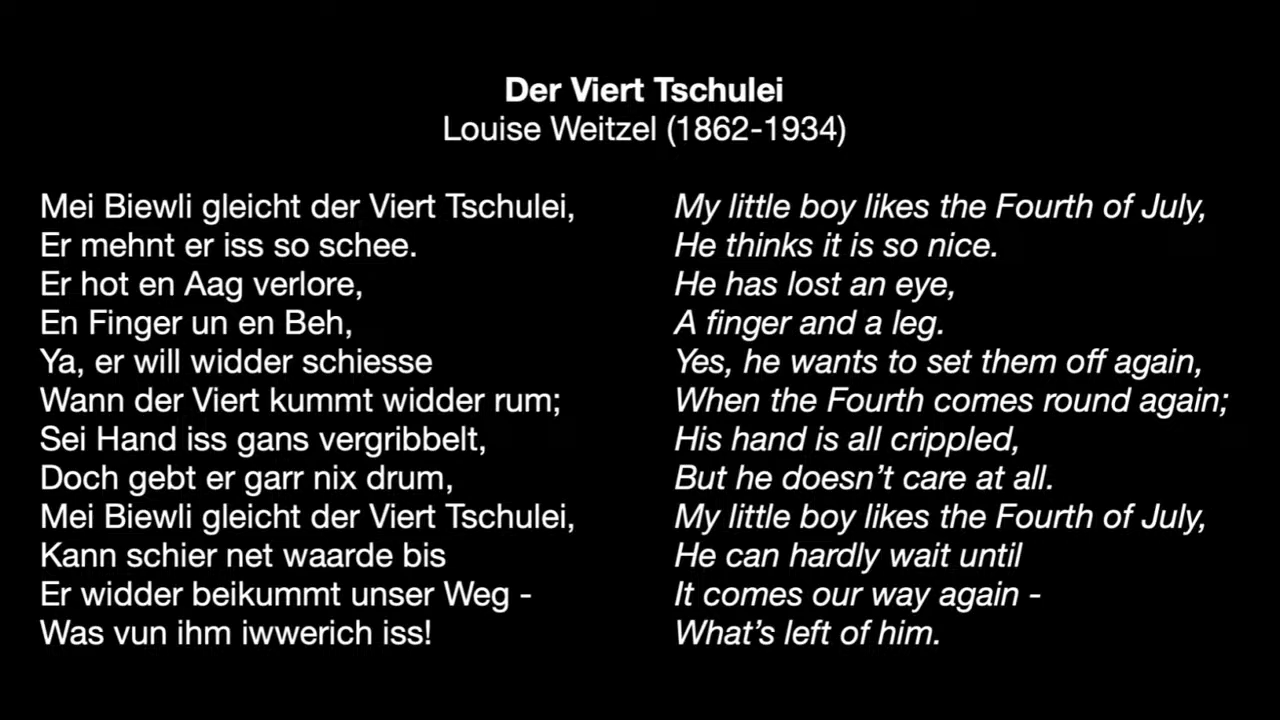 Der Viert Tschulei
Louise Weitzel (1862-1934)
Mei Biewli gleicht der Viert Tschulei,
Er mehnt er iss so schee.
Er hot en Aag verlore,
En Finger un en Beh,
Ya, er will widder schiesse
Wann der Viert kummt widder rum;
Sei Hand iss gans vergribbelt,
Doch gebt er garr nix drum,
Mei Biewli gleicht der Viert Tschulei,
Kann schier net waarde bis
Er widder beikummt unser Weg -
Was vun ihm iwwerich iss!
My little boy likes the Fourth of July,
He thinks it is so nice.
He has lost an eye,
A finger and a leg.
Yes, he wants to set them off again,
When the Fourth comes round again;
His hand is all crippled,
But he doesn’t care at all.
My little boy likes the Fourth of July,
He can hardly wait until
It comes our way again -
What’s left of him.